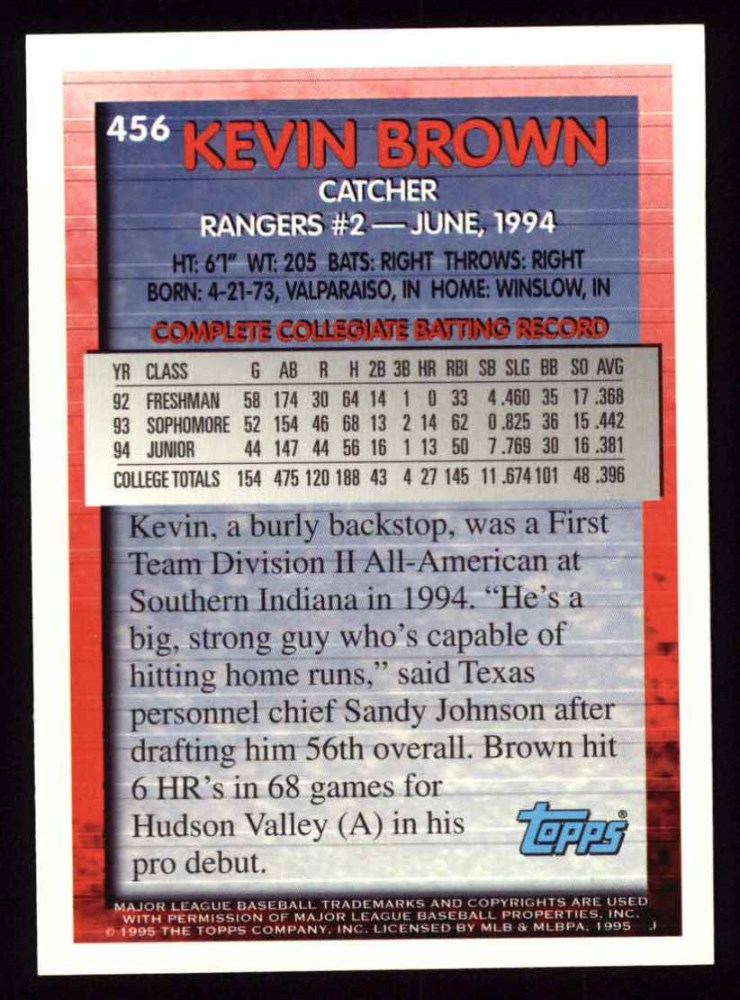 456 KEVIN BROWN
CATCHER
RANGERS #2 — JUNE, 1994
HT: 6'1" WT: 205 BATS: RIGHT THROWS: RIGHT
BORN: 4-21-73, VALPARAISO, IN HOME: WINSLOW, IN
COMPLETE COLLEGIATE BATTING RECORD
YR CLASS G AB R H 2B 3B HR RBI SB SLG BB SO AVG
92 FRESHMAN 58 174 30 64 14 1 0 33 4 .460 35 17 .368
93 SOPHOMORE 52 154 46 68 13 2 14 62 0 .825 36 15 .442
94 JUNIOR 44 147 44 56 16 1 13 50 7 .769 30 16 .381
COLLEGE TOTALS 154 475 120 188 43 4 27 145 11 .674 101 48 .396
Kevin, a burly backstop, was a First
Team Division II All-American at
Southern Indiana in 1994. “He’s a
big, strong guy who’s capable of
hitting home runs,” said Texas
personnel chief Sandy Johnson after
drafting him 56th overall. Brown hit
6 HR’s in 68 games for
Hudson Valley (A) in his
pro debut.
topps®
MAJOR LEAGUE BASEBALL TRADEMARKS AND COPYRIGHTS ARE USED
WITH PERMISSION OF MAJOR LEAGUE BASEBALL PROPERTIES, INC.
© 1995 THE TOPPS COMPANY, INC. LICENSED BY MLB & MLBPA, 1995 J